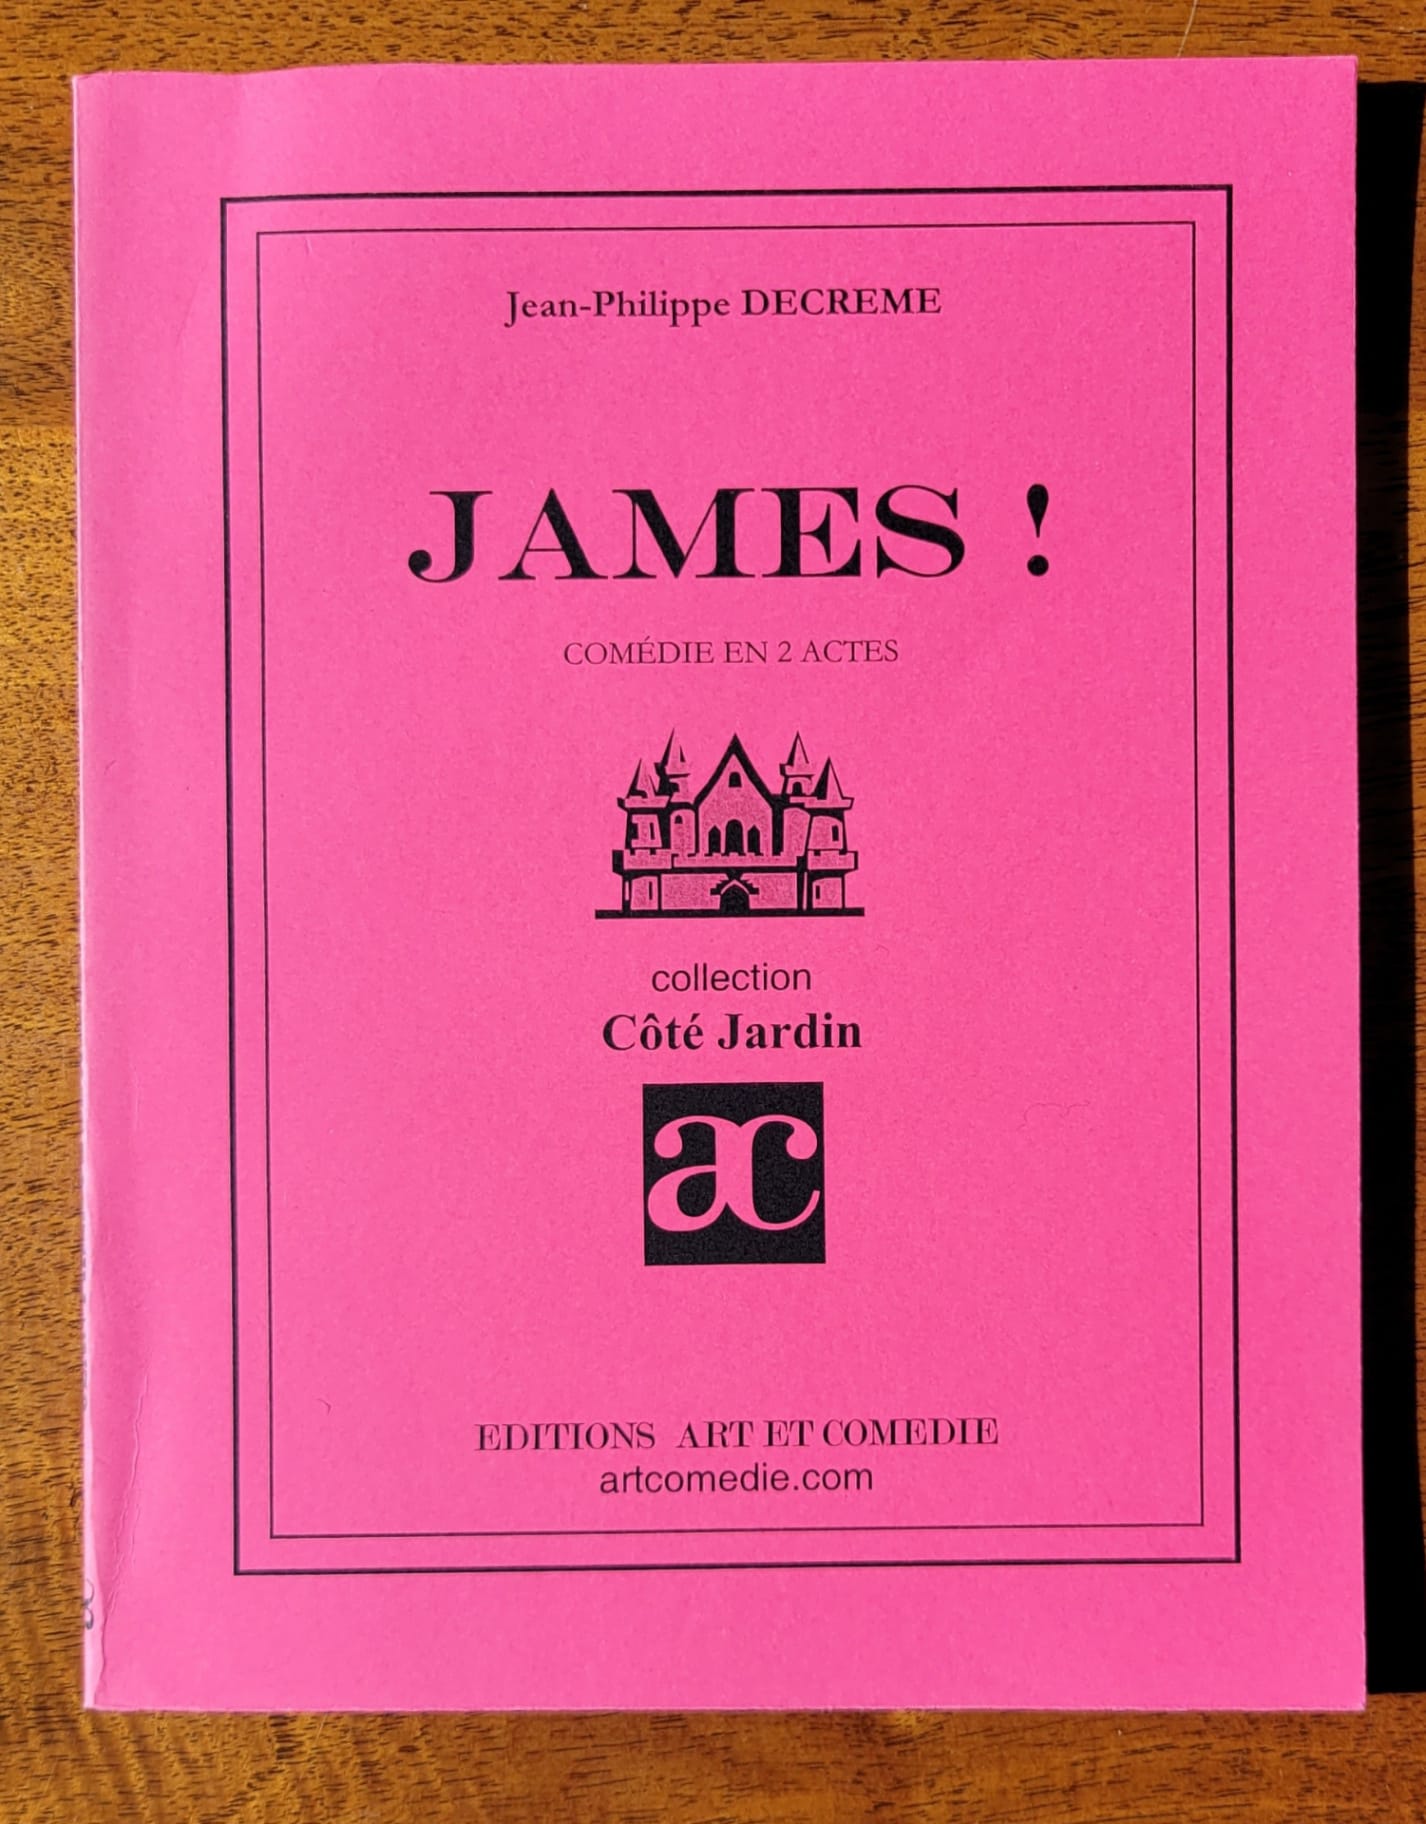 Jean-Philippe DECREME
JAMES !
COMÉDIE EN 2 ACTES
collection
Côté Jardin
ac
EDITIONS ART ET COMEDIE
artcomedie.com